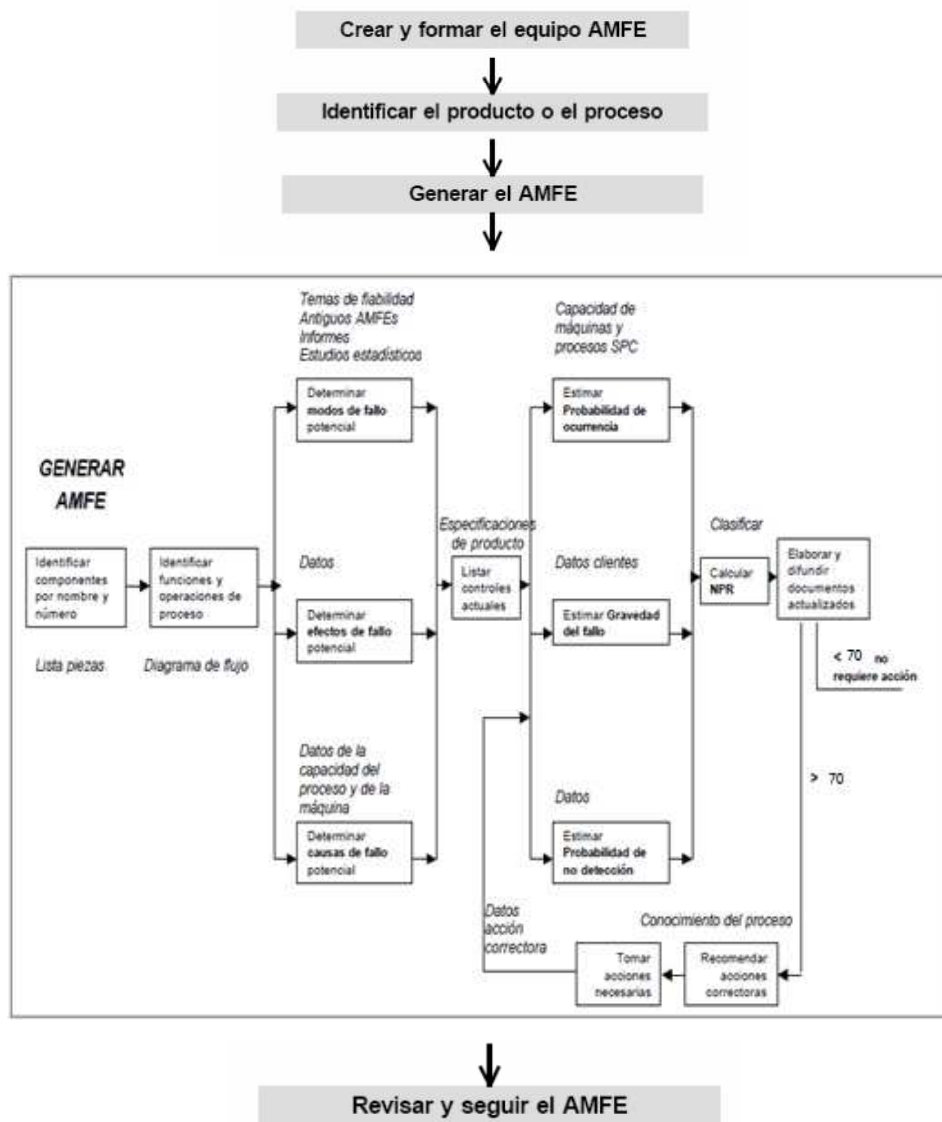 Crear y formar el equipo AMFE
Identificar el producto o el proceso
Generar el AMFE
Temas de fiabilidad
Antiguos AMFEs
Informes
Estudios estadísticos
Capacidad de
máquinas y
procesos SPC
Determinar
modos de fallo
potencial
Estimar
Probabilidad de
ocurrencia
GENERAR
AMFE
Identificar
componentes
por nombre y
número
Lista piezas
Identificar
funciones y
operaciones de
proceso
Diagrama de flujo
Datos
Determinar
efectos de fallo
potencial
Especificaciones
de producto
Listar
controles
actuales
Datos clientes
Estimar Gravedad
del fallo
Clasificar
Calcular
NPR
Elaborar y
difundir
documentos
actualizados
< 70 no
requiere acción
> 70
Datos de la
capacidad del
proceso y de la
máquina
Determinar
causas de fallo
potencial
Datos
Estimar
Probabilidad de
no detección
Datos
acción
correctora
Conocimiento del proceso
Tomar
acciones
necesarias
Recomendar
acciones
correctoras
Revisar y seguir el AMFE